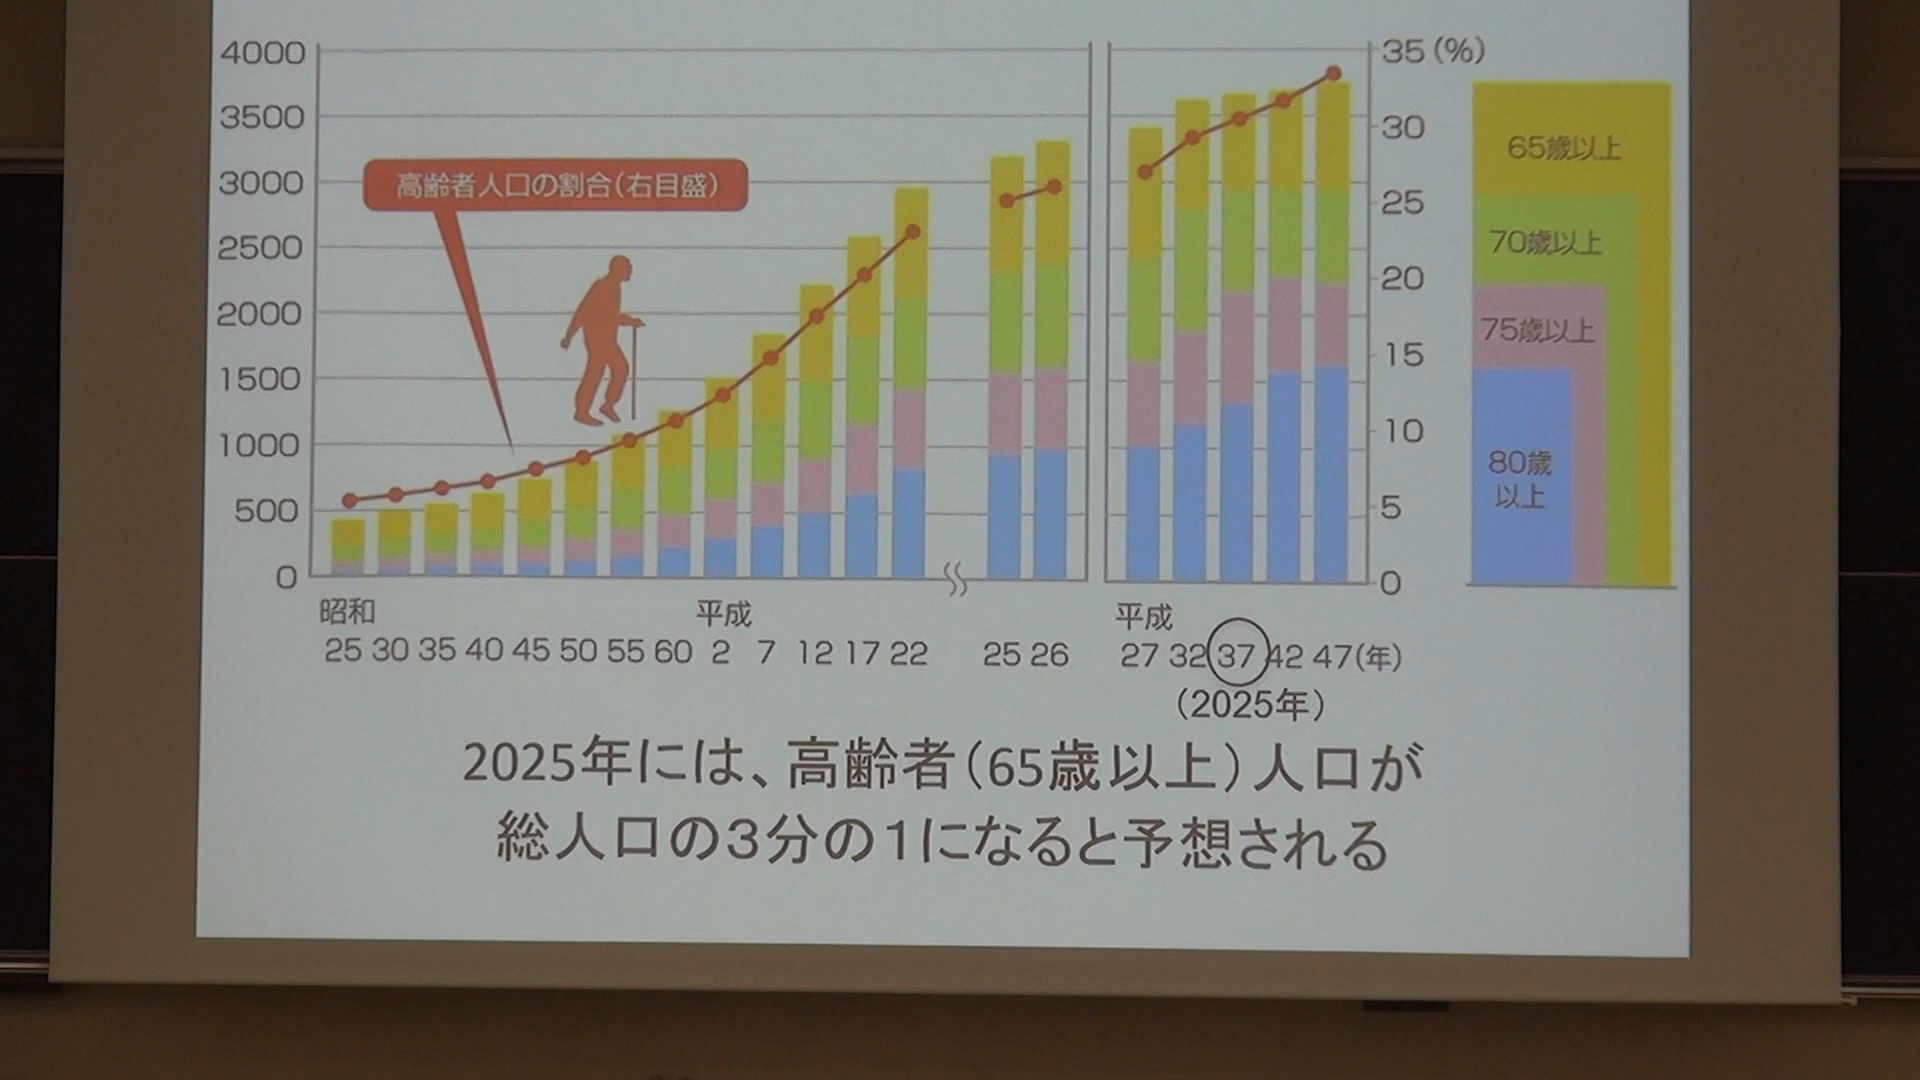 4000
3500
3000
2500
2000
1500
1000
500
0
高齢者人口の割合(右目盛)
35(%)
30
25
20
15
10
5
0
65歳以上
70歳以上
75歳以上
80歳
以上
昭和 平成 平成
25 30 35 40 45 50 55 60 2 7 12 17 22 25 26 27 32 37 42 47(年)
(2025年)
2025年には、高齢者(65歳以上)人口が
総人口の3分の1になると予想される